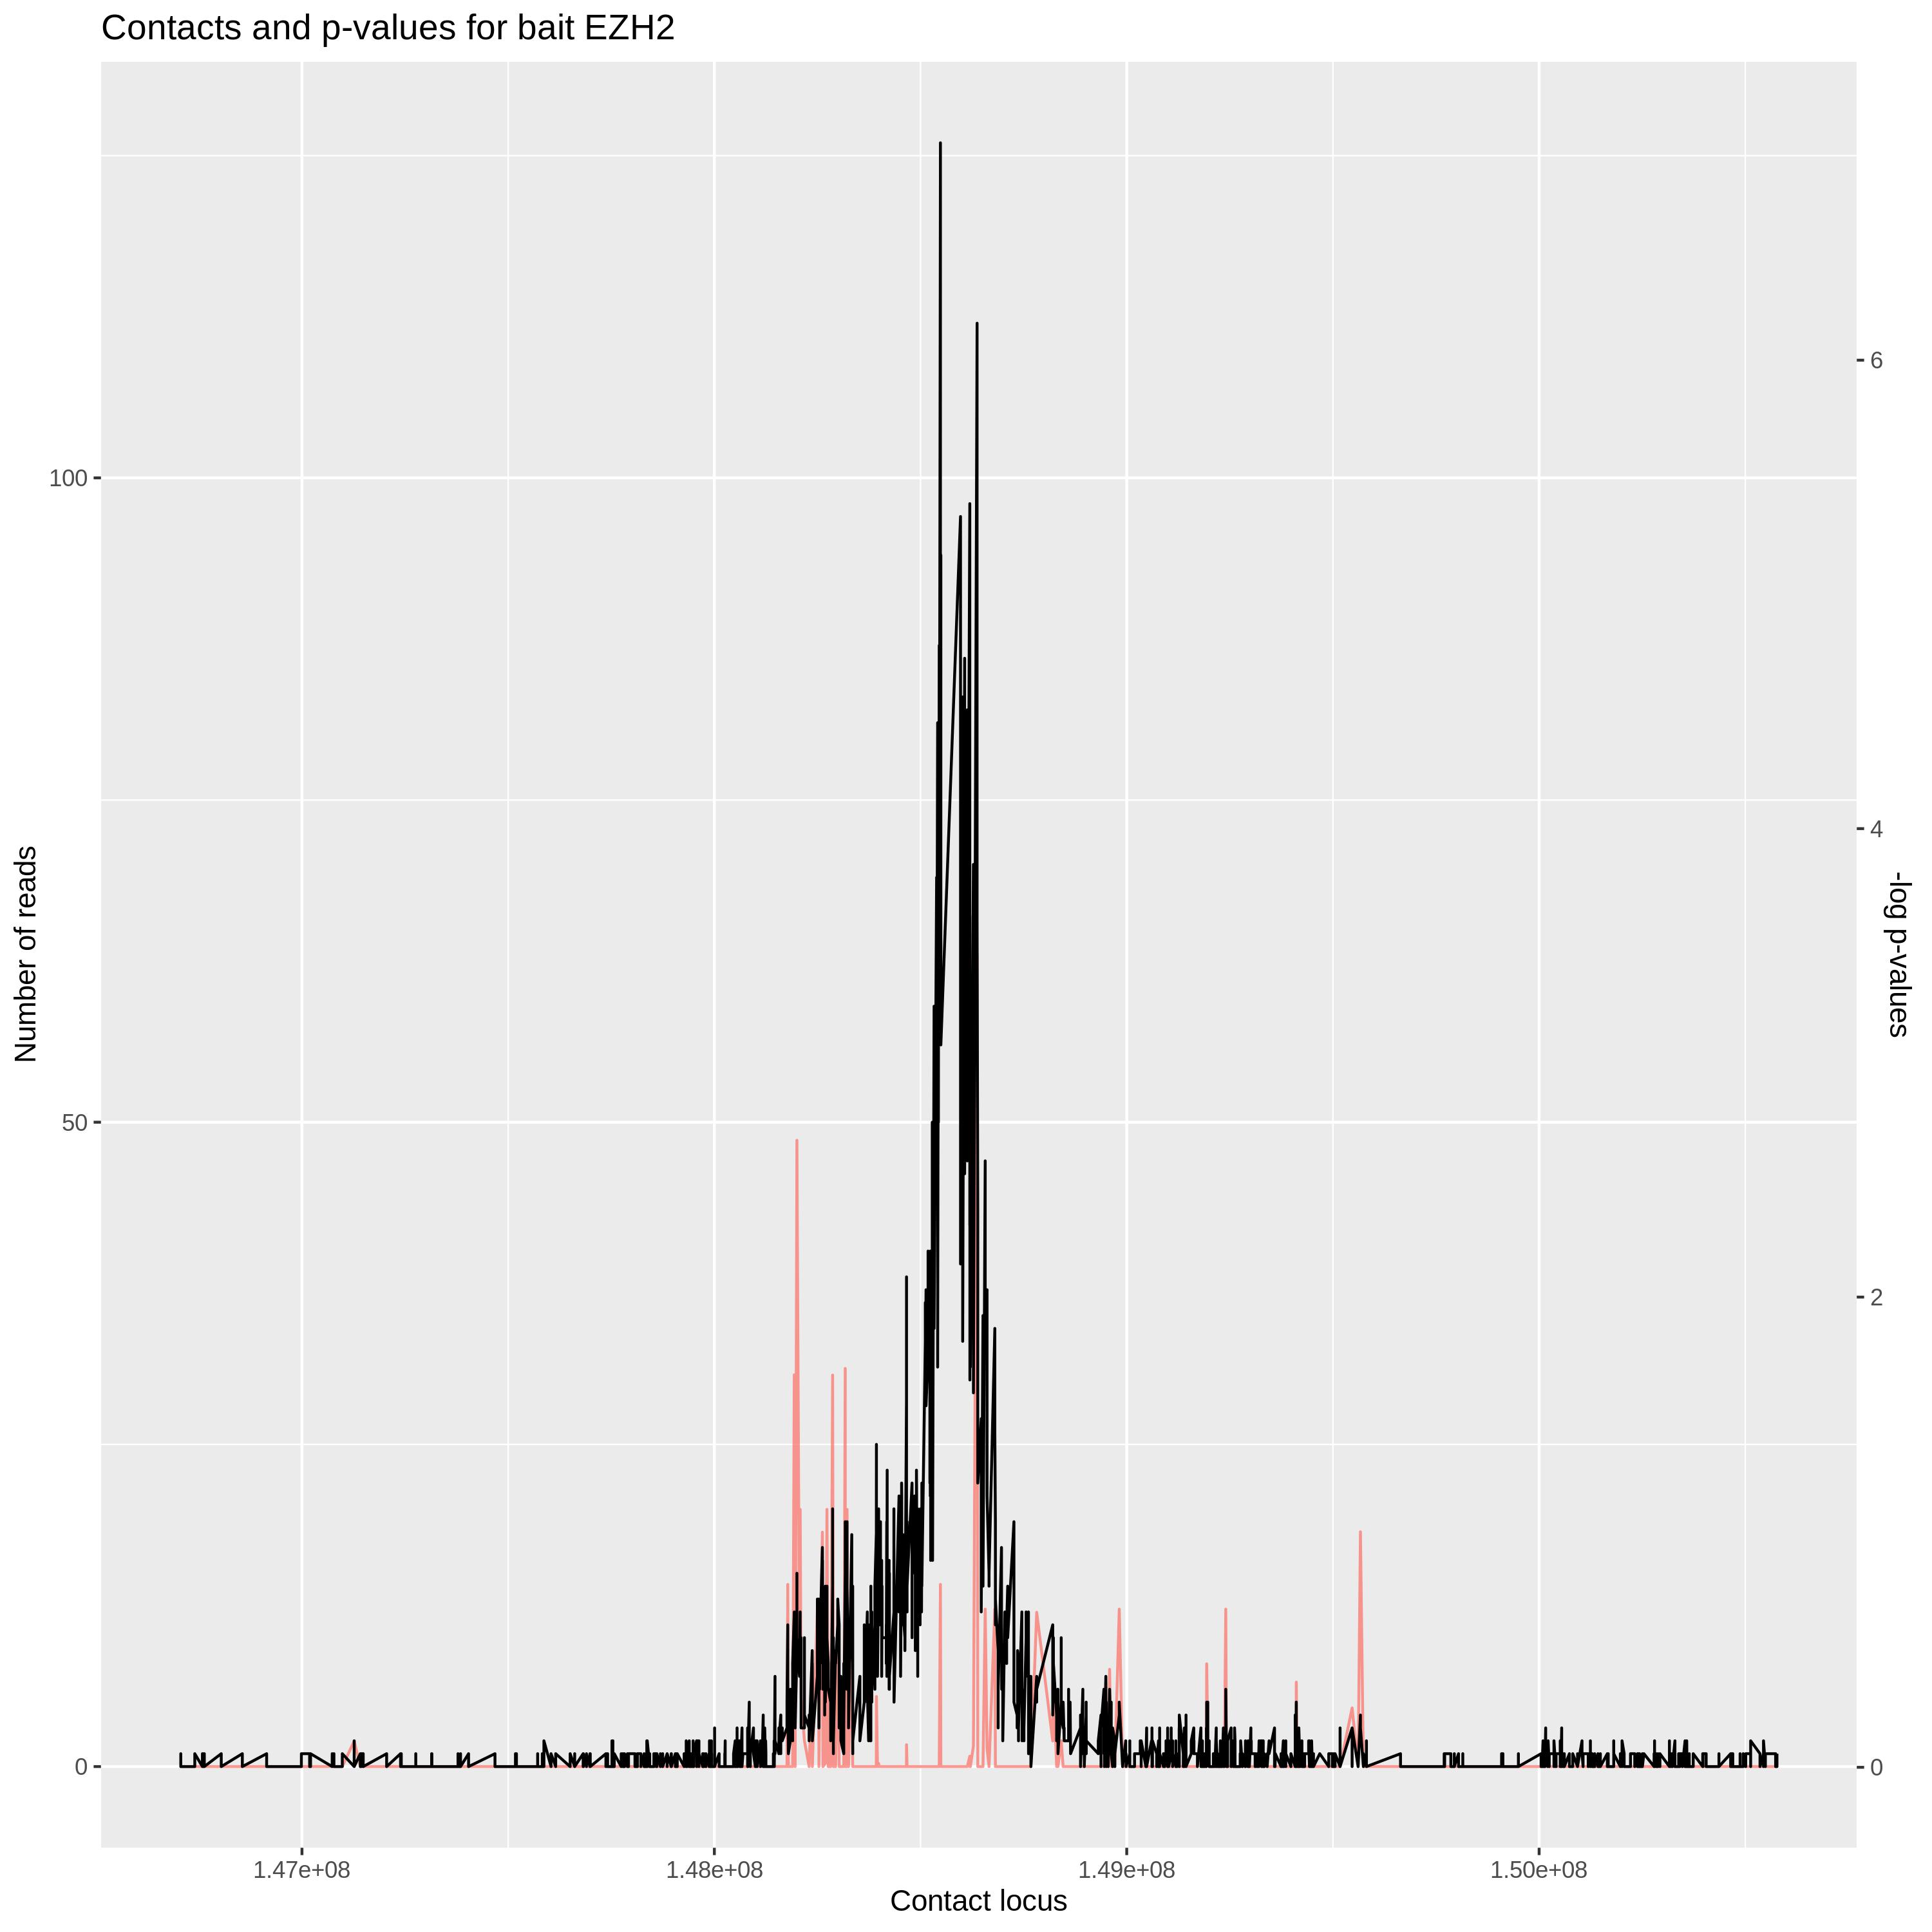 Contacts and p-values for bait EZH2
Number of reads
100
50
0
6
4
2
0
-log p-values
1.47e+08
1.48e+08
1.49e+08
1.50e+08
Contact locus